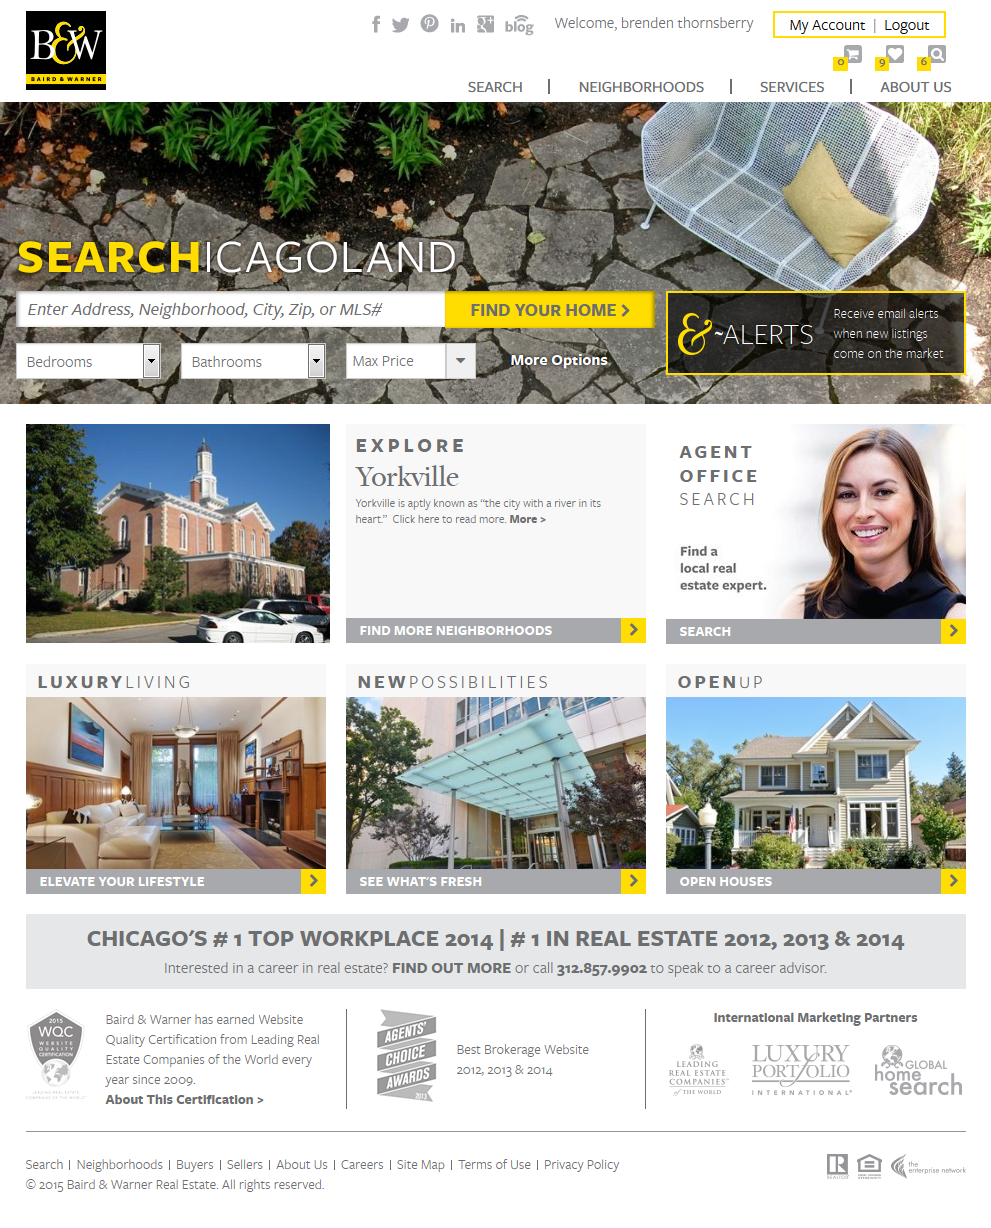 B&W
BAIRD & WARNER
blog
Welcome, brenden thornsberry
My Account | Logout
0 9 6
SEARCH | NEIGHBORHOODS | SERVICES | ABOUT US
SEARCHICAGOLAND
Enter Address, Neighborhood, City, Zip, or MLS#
FIND YOUR HOME >
Bedrooms
Bathrooms
Max Price
More Options
&~ALERTS
Receive email alerts
when new listings
come on the market
EXPLORE
Yorkville
Yorkville is aptly known as “the city with a river in its
heart.” Click here to read more. More >
FIND MORE NEIGHBORHOODS >
AGENT
OFFICE
SEARCH
Find a
local real
estate expert.
SEARCH >
LUXURYLIVING
ELEVATE YOUR LIFESTYLE >
NEWPOSSIBILITIES
SEE WHAT'S FRESH >
OPENUP
OPEN HOUSES >
CHICAGO'S # 1 TOP WORKPLACE 2014 | # 1 IN REAL ESTATE 2012, 2013 & 2014
Interested in a career in real estate? FIND OUT MORE or call 312.857.9902 to speak to a career advisor.
2015
WQC
WEBSITE
QUALITY
CERTIFICATION
LEADING REAL ESTATE
COMPANIES OF THE WORLD
Baird & Warner has earned Website
Quality Certification from Leading Real
Estate Companies of the World every
year since 2009.
About This Certification >
AGENTS'
CHOICE
AWARDS
2013
Best Brokerage Website
2012, 2013 & 2014
International Marketing Partners
LEADING
REAL ESTATE
COMPANIES
of THE WORLD
LUXURY
PORTFOLIO
INTERNATIONAL
GLOBAL
home
search
Search | Neighborhoods | Buyers | Sellers | About Us | Careers | Site Map | Terms of Use | Privacy Policy
© 2015 Baird & Warner Real Estate. All rights reserved.
REALTOR
the
enterprise network